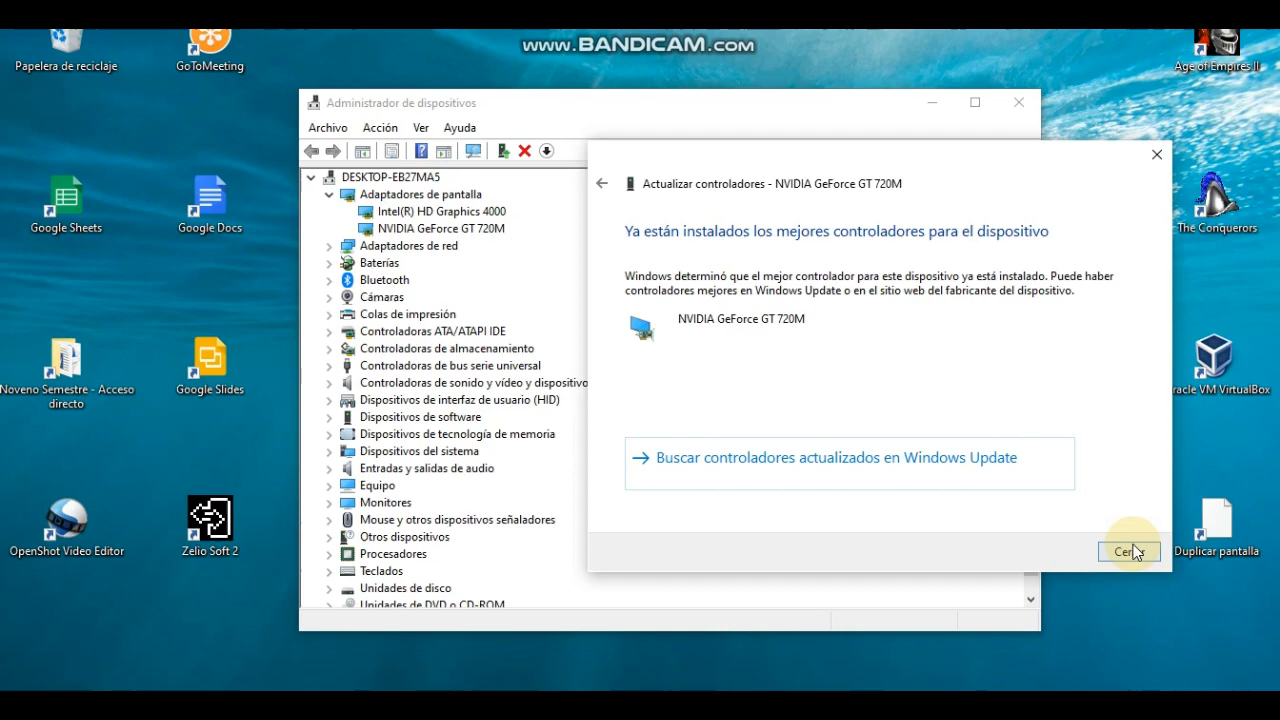 www.BANDICAM.com
Papelera de reciclaje
GoToMeeting
Age of Empires II
Google Sheets
Google Docs
The Conquerors
Noveno Semestre - Acceso
directo
Google Slides
racle VM VirtualBox
OpenShot Video Editor
Zelio Soft 2
Duplicar pantalla
Administrador de dispositivos
Archivo Acción Ver Ayuda
DESKTOP-EB27MA5
Adaptadores de pantalla
Intel(R) HD Graphics 4000
NVIDIA GeForce GT 720M
Adaptadores de red
Baterías
Bluetooth
Cámaras
Colas de impresión
Controladoras ATA/ATAPI IDE
Controladoras de almacenamiento
Controladoras de bus serie universal
Controladoras de sonido y vídeo y dispositivo
Dispositivos de interfaz de usuario (HID)
Dispositivos de software
Dispositivos de tecnología de memoria
Dispositivos del sistema
Entradas y salidas de audio
Equipo
Monitores
Mouse y otros dispositivos señaladores
Otros dispositivos
Procesadores
Teclados
Unidades de disco
Unidades de DVD o CD-ROM
Actualizar controladores - NVIDIA GeForce GT 720M
Ya están instalados los mejores controladores para el dispositivo
Windows determinó que el mejor controlador para este dispositivo ya está instalado. Puede haber
controladores mejores en Windows Update o en el sitio web del fabricante del dispositivo.
NVIDIA GeForce GT 720M
Buscar controladores actualizados en Windows Update